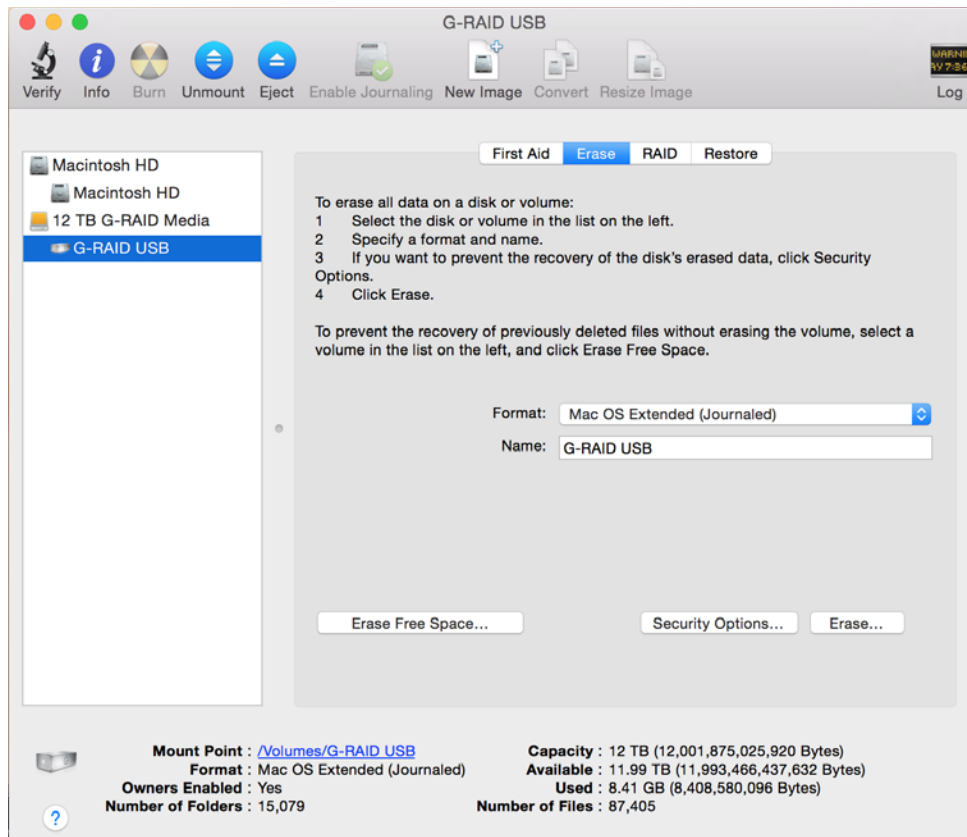 G-RAID USB
Verify Info Burn Unmount Eject Enable Journaling New Image Convert Resize Image Log
Macintosh HD
Macintosh HD
12 TB G-RAID Media
G-RAID USB
First Aid Erase RAID Restore
To erase all data on a disk or volume:
1 Select the disk or volume in the list on the left.
2 Specify a format and name.
3 If you want to prevent the recovery of the disk's erased data, click Security
Options.
4 Click Erase.
To prevent the recovery of previously deleted files without erasing the volume, select a
volume in the list on the left, and click Erase Free Space.
Format: Mac OS Extended (Journaled)
Name: G-RAID USB
Erase Free Space... Security Options... Erase...
Mount Point : /Volumes/G-RAID USB
Format : Mac OS Extended (Journaled)
Owners Enabled : Yes
Number of Folders : 15,079
Capacity : 12 TB (12,001,875,025,920 Bytes)
Available : 11.99 TB (11,993,466,437,632 Bytes)
Used : 8.41 GB (8,408,580,096 Bytes)
Number of Files : 87,405
?